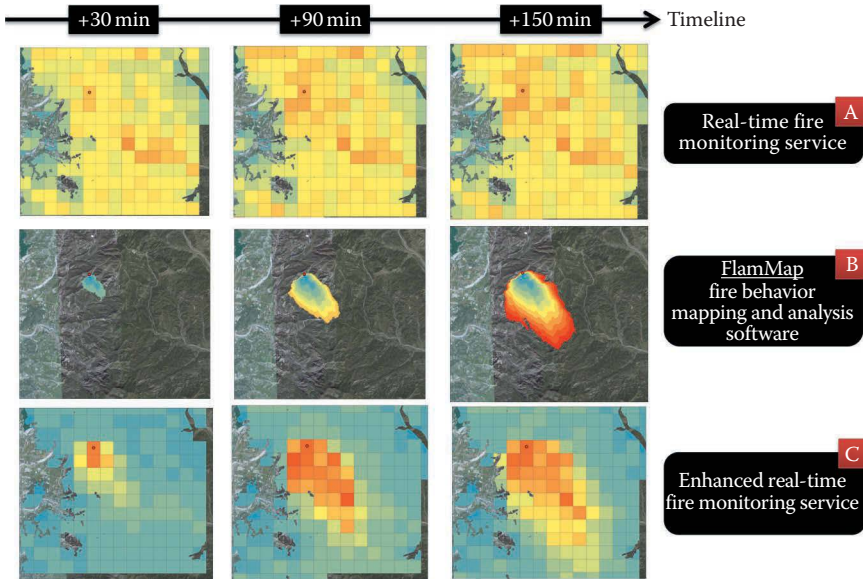 +30 min
+90 min
+150 min
Timeline
A
Real-time fire
monitoring service
B
FlamMap
fire behavior
mapping and analysis
software
C
Enhanced real-time
fire monitoring service